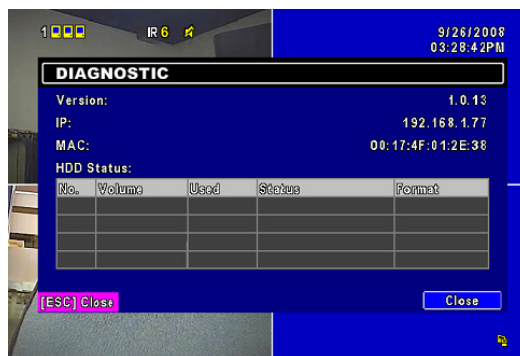 1 IR 6 9/26/2008
03:28:42PM
DIAGNOSTIC
Version: 1.0.13
IP: 192.168.1.77
MAC: 00:17:4F:01:2E:38
HDD Status:
No. Volume Used Status Format
[ESC] Close Close